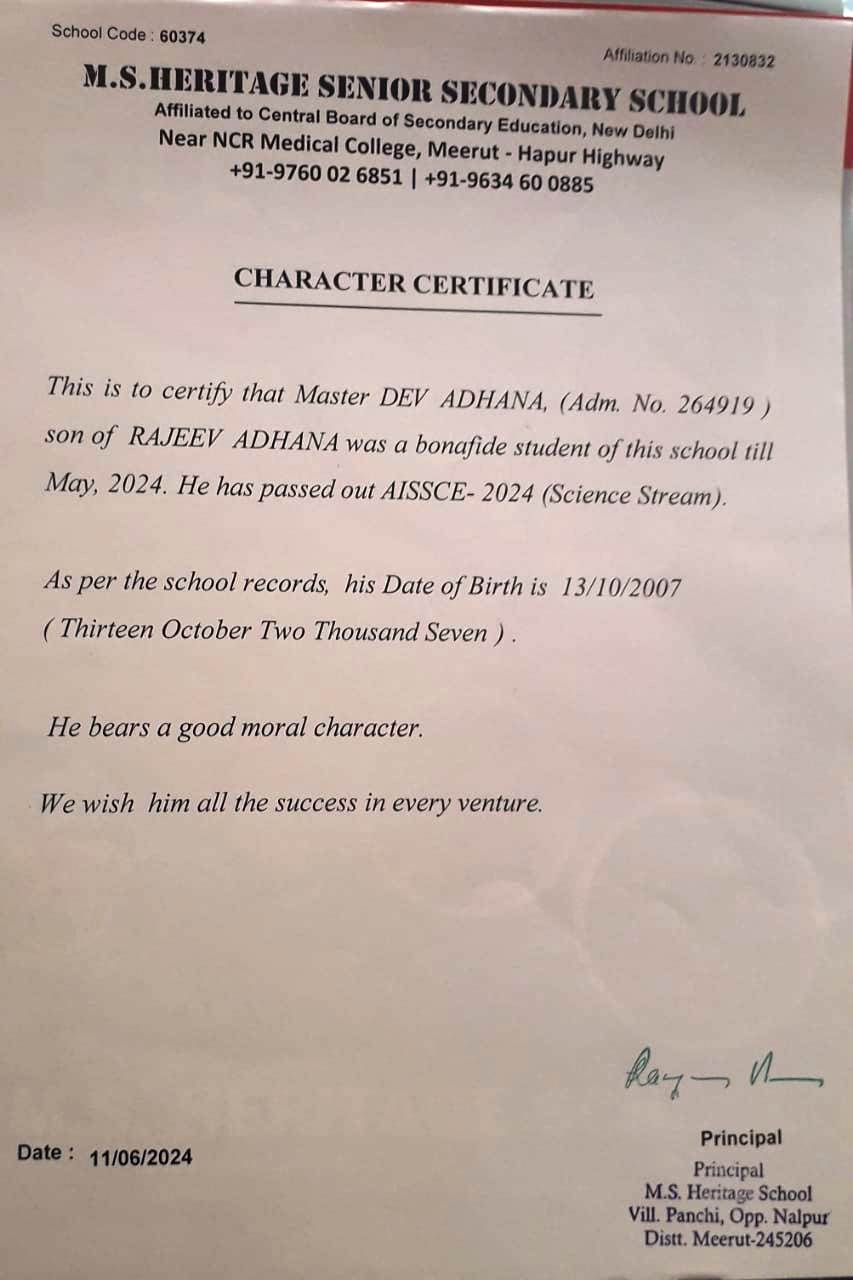 School Code : 60374
Affiliation No. : 2130832
M.S.HERITAGE SENIOR SECONDARY SCHOOL
Affiliated to Central Board of Secondary Education, New Delhi
Near NCR Medical College, Meerut - Hapur Highway
+91-9760 02 6851 | +91-9634 60 0885
CHARACTER CERTIFICATE
This is to certify that Master DEV ADHANA, (Adm. No. 264919 )
son of RAJEEV ADHANA was a bonafide student of this school till
May, 2024. He has passed out AISSCE- 2024 (Science Stream).
As per the school records, his Date of Birth is 13/10/2007
( Thirteen October Two Thousand Seven ) .
He bears a good moral character.
We wish him all the success in every venture.
Principal
Date : 11/06/2024
Principal
M.S. Heritage School
Vill. Panchi, Opp. Nalpur
Distt. Meerut-245206